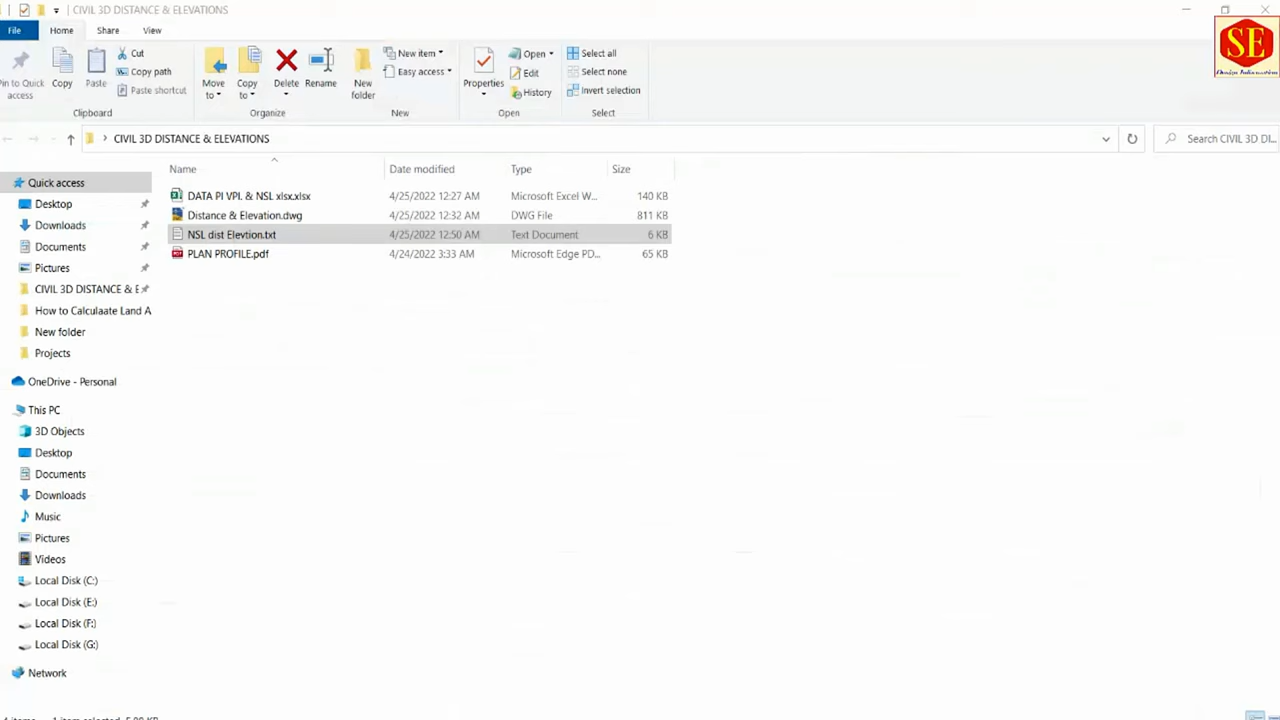 CIVIL 3D DISTANCE & ELEVATIONS
File
Home
Share
View
SE
Pin to Quick access
Copy
Paste
Cut
Copy path
Paste shortcut
Clipboard
Move to
Copy to
Delete
Rename
Organize
New folder
New item
Easy access
New
Properties
Open
Edit
History
Open
Select all
Select none
Invert selection
Select
CIVIL 3D DISTANCE & ELEVATIONS
Search CIVIL 3D DI...
Name Date modified Type Size
DATA PI VPI, & NSL xlsx.xlsx 4/25/2022 12:27 AM Microsoft Excel W... 140 KB
Distance & Elevation.dwg 4/25/2022 12:32 AM DWG File 811 KB
NSL dist Elevtion.txt 4/25/2022 12:50 AM Text Document 6 KB
PLAN PROFILE.pdf 4/24/2022 3:33 AM Microsoft Edge PD... 65 KB
Quick access
Desktop
Downloads
Documents
Pictures
CIVIL 3D DISTANCE & E
How to Calculaate Land A
New folder
Projects
OneDrive - Personal
This PC
3D Objects
Desktop
Documents
Downloads
Music
Pictures
Videos
Local Disk (C:)
Local Disk (E:)
Local Disk (F:)
Local Disk (G:)
Network